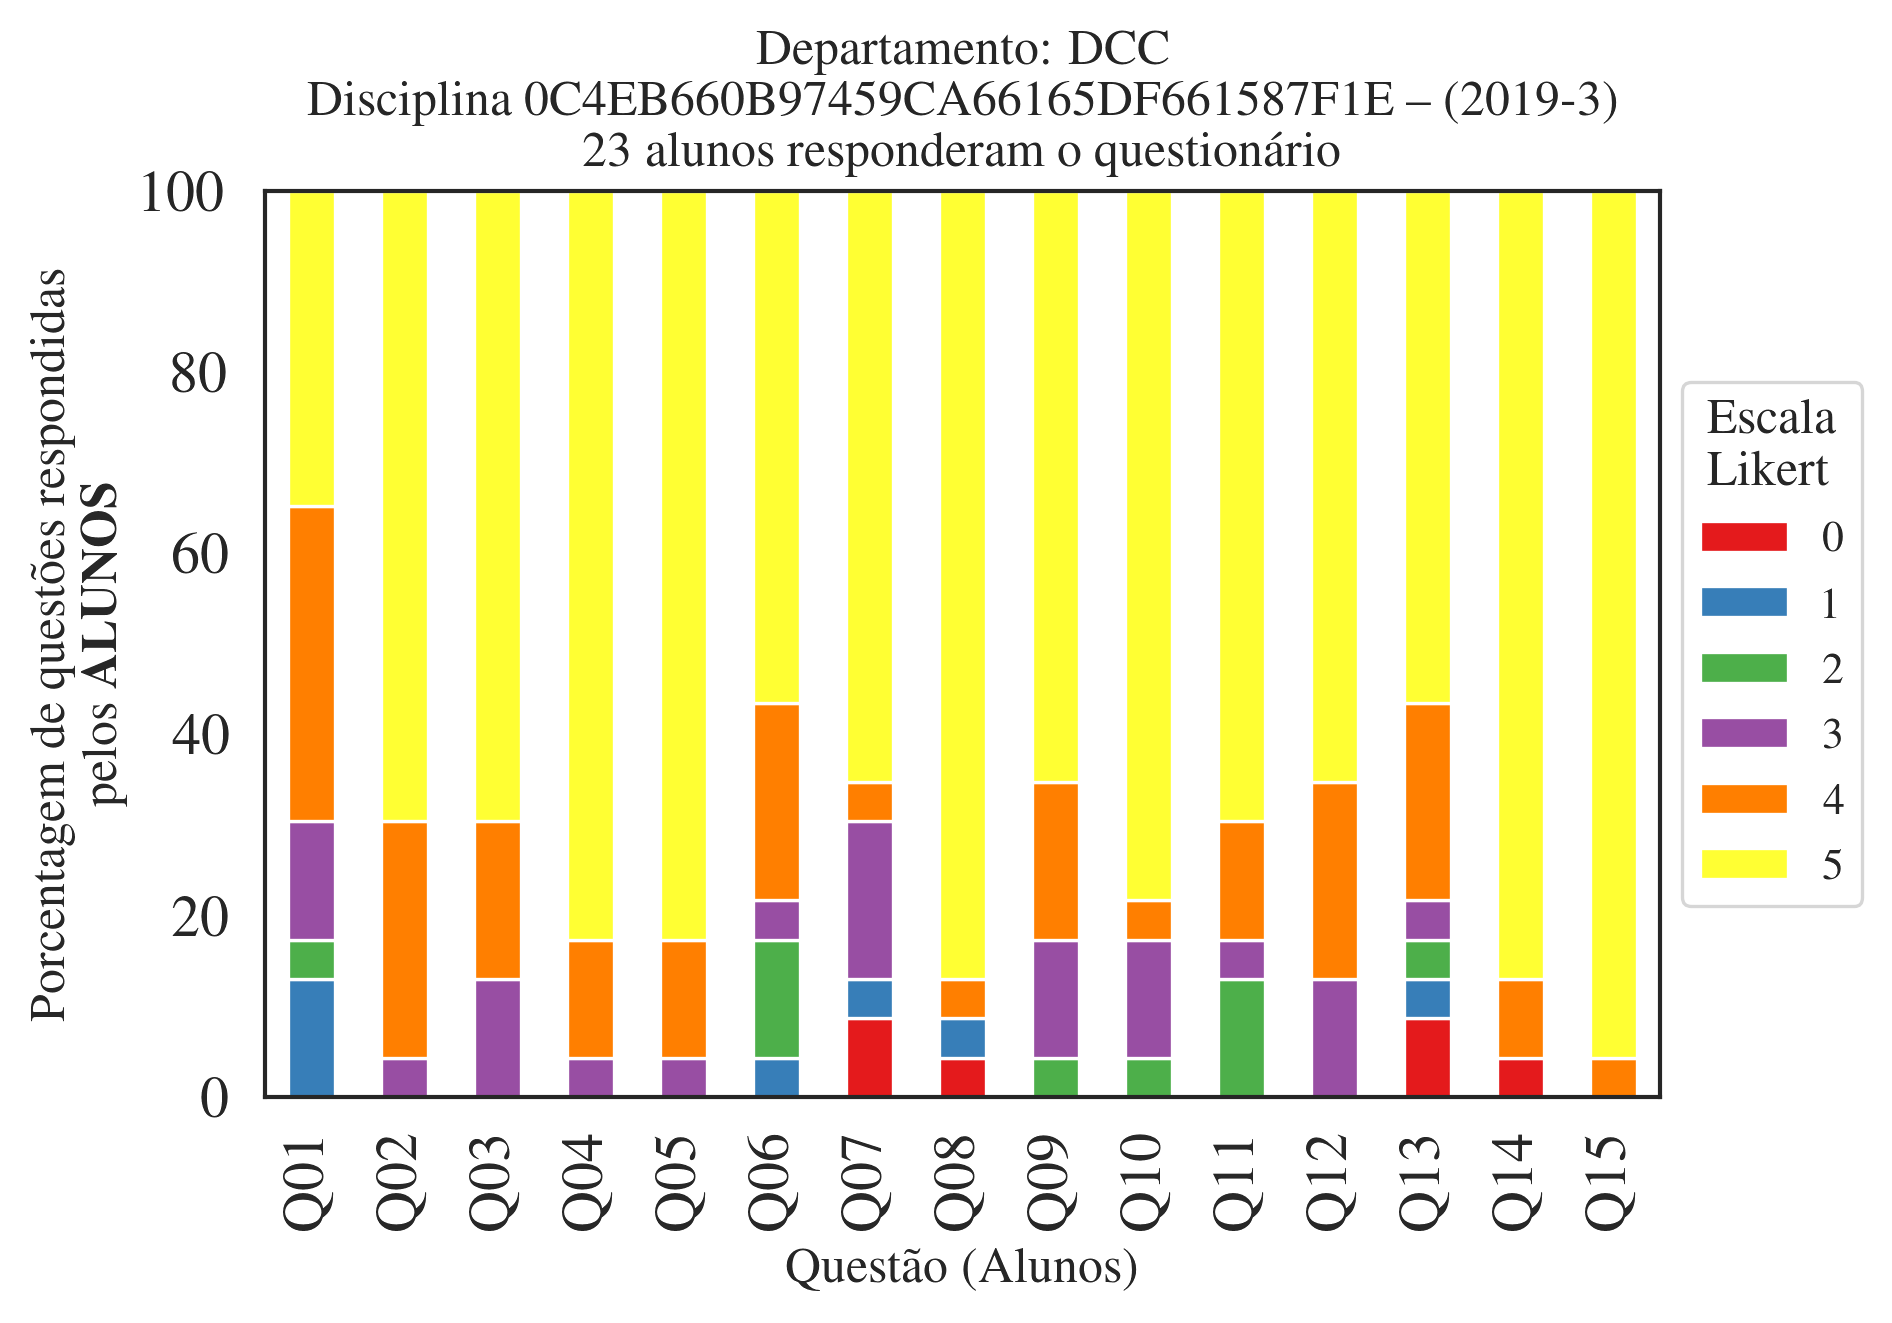 Departamento: DCC
Disciplina 0C4EB660B97459CA66165DF661587F1E – (2019-3)
23 alunos responderam o questionário
Porcentagem de questões respondidas
pelos ALUNOS
100
80
60
40
20
0
Q01
Q02
Q03
Q04
Q05
Q06
Q07
Q08
Q09
Q10
Q11
Q12
Q13
Q14
Q15
Questão (Alunos)
Escala
Likert
0
1
2
3
4
5